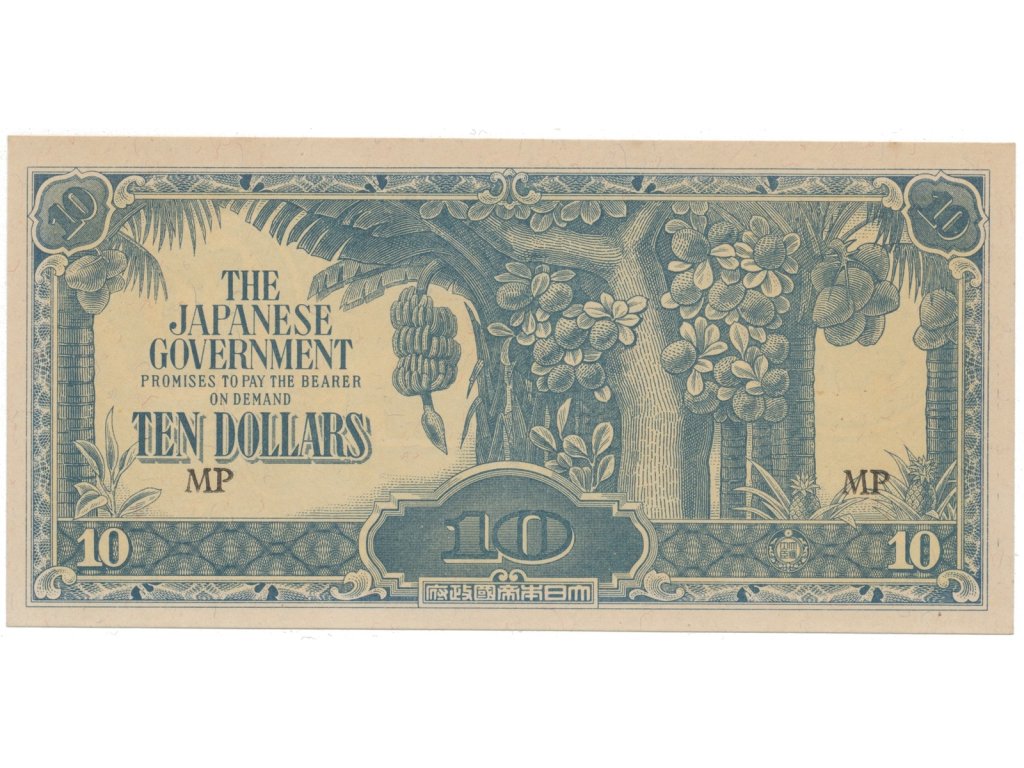 10 10
THE
JAPANESE
GOVERNMENT
PROMISES TO PAY THE BEARER
ON DEMAND
TEN DOLLARS
MP MP
10 10 10
府政國帝本日大